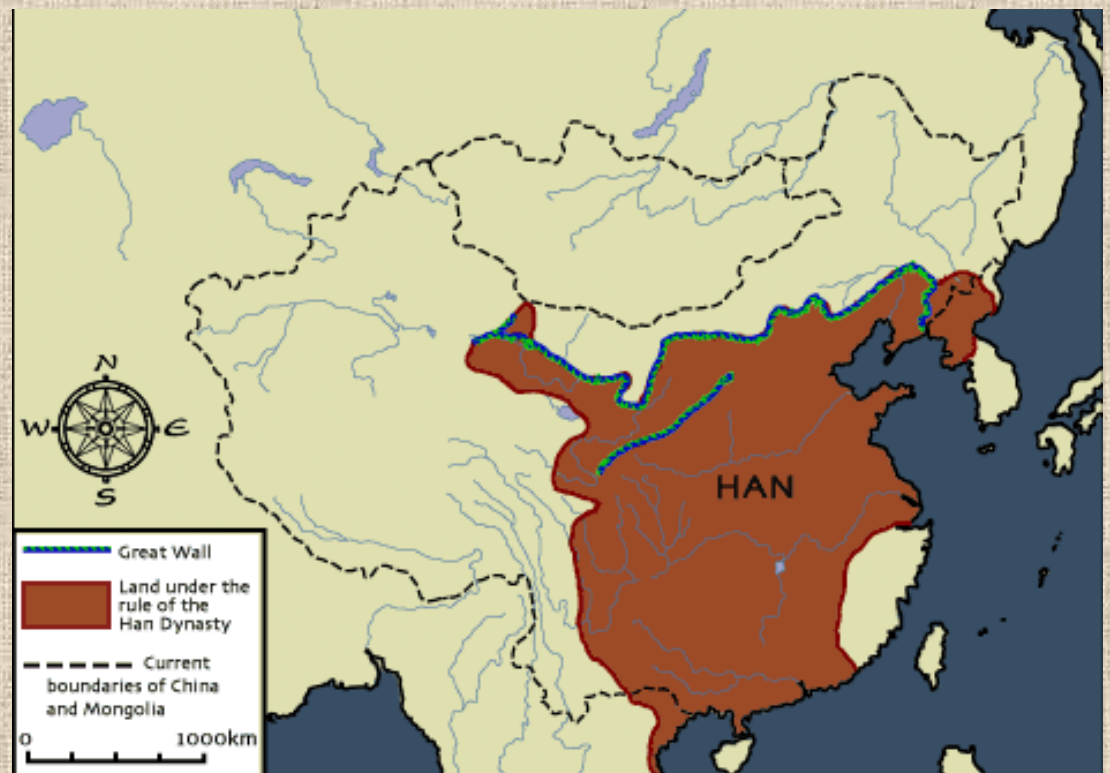 N
W E
S
HAN
Great Wall
Land under the
rule of the
Han Dynasty
Current
boundaries of China
and Mongolia
0 1000km